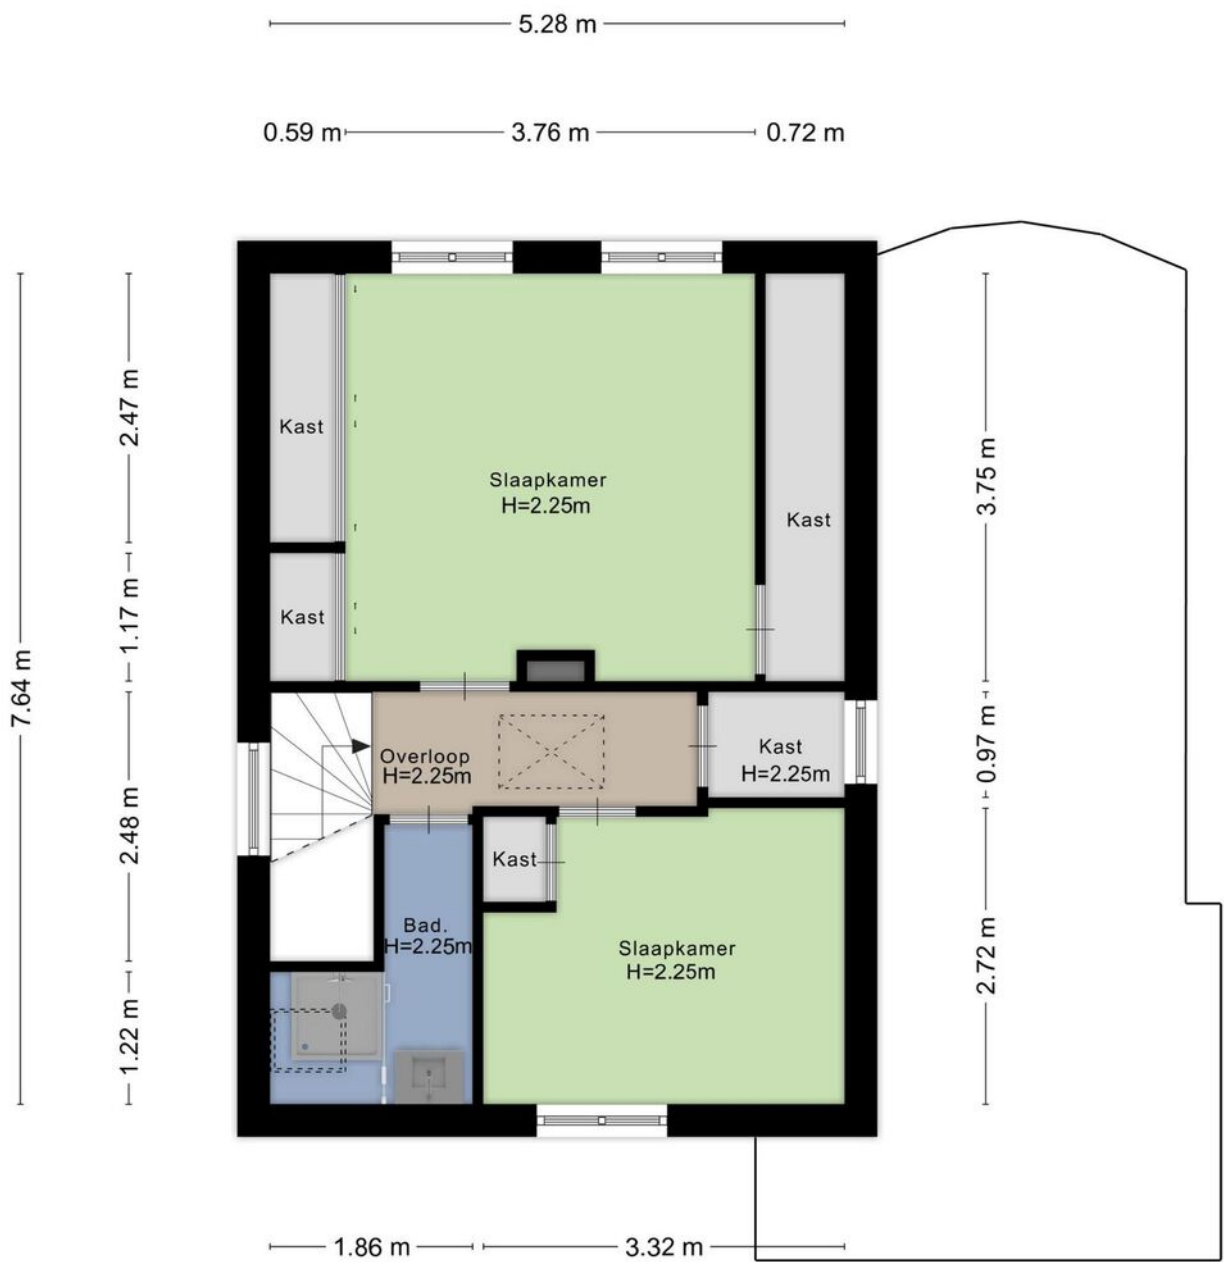 5.28 m
0.59 m 3.76 m 0.72 m
2.47 m
Kast
3.75 m
Slaapkamer
H=2.25m
Kast
1.17 m
Kast
7.64 m
0.97 m
Overloop
H=2.25m
Kast
H=2.25m
2.48 m
Kast
Bad.
H=2.25m
Slaapkamer
H=2.25m
2.72 m
1.22 m
1.86 m 3.32 m